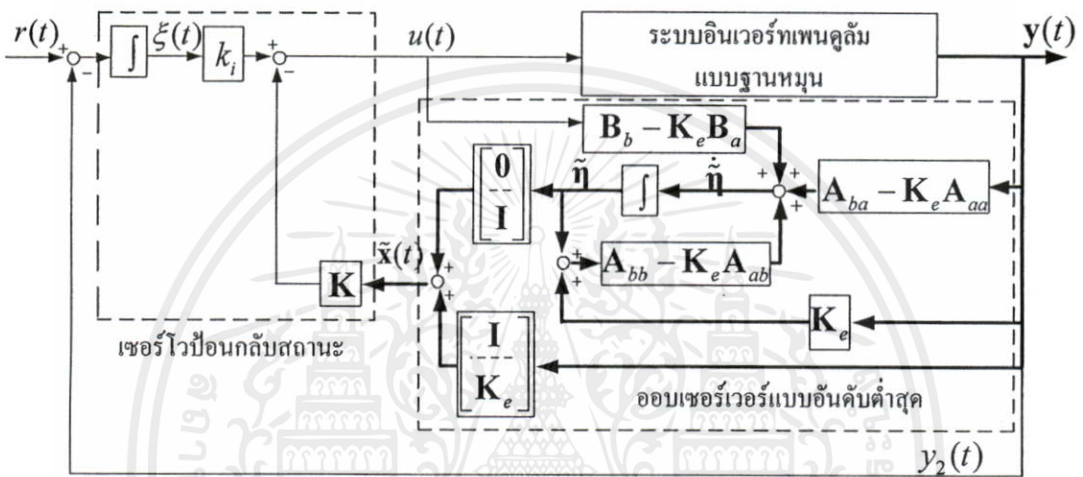 r(t)
+
−
∫
ξ(t)
k_i
+
−
u(t)
ระบบอินเวอร์ทเพนดูลัม
แบบฐานหมุน
y(t)
B_b − K_e B_a
[0 / I]
η̃
∫
η̃̇
+ +
+ +
A_ba − K_e A_aa
x̃(t)
+
+
K
+
+
A_bb − K_e A_ab
K_e
เซอร์โวป้อนกลับสถานะ
[I / K_e]
ออบเซอร์เวอร์แบบอันดับต่ำสุด
y_2(t)